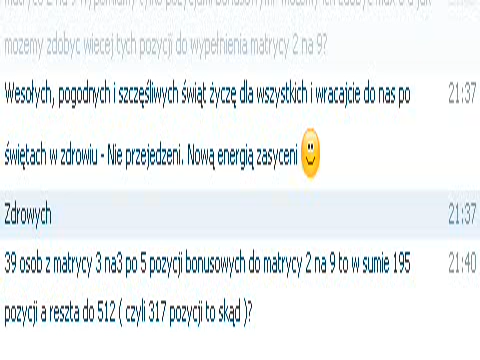 możemy zdobyc wiecej tych pozycji do wypełnienia matrycy 2 na 9?
Wesołych, pogodnych i szczęśliwych świąt życzę dla wszystkich i wracajcie do nas po 21:37
świętach w zdrowiu - Nie przejedzeni. Nową energią zasyceni
Zdrowych 21:37
39 osob z matrycy 3 na3 po 5 pozycji bonusowych do matrycy 2 na 9 to w sumie 195 21:40
pozycji a reszta do 512 ( czyli 317 pozycji to skąd )?